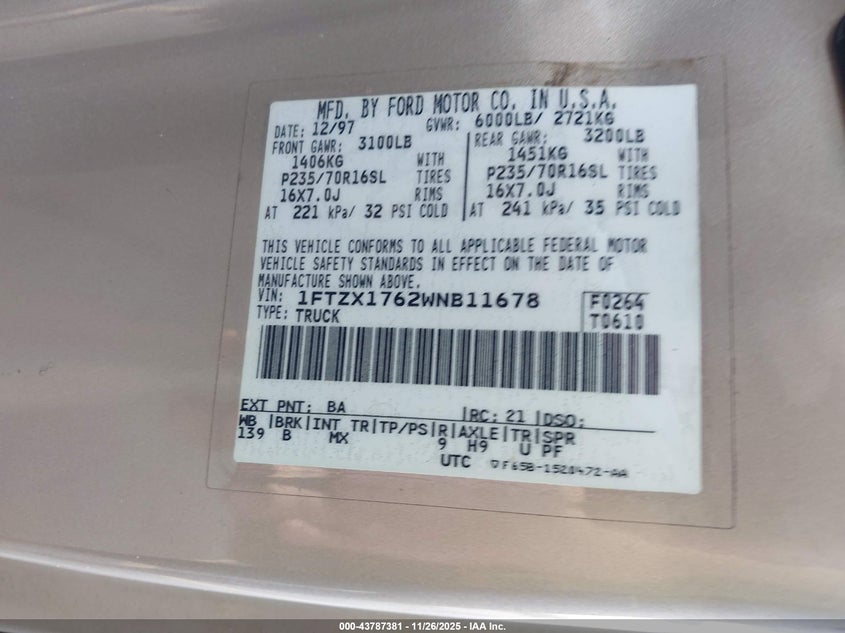 MFD. BY FORD MOTOR CO. IN U.S.A.
DATE: 12/97 GVWR: 6000LB/ 2721KG
FRONT GAWR: 3100LB REAR GAWR: 3200LB
1406KG WITH 1451KG WITH
P235/70R16SL TIRES P235/70R16SL TIRES
16X7.0J RIMS 16X7.0J RIMS
AT 221 kPa/ 32 PSI COLD AT 241 kPa/ 35 PSI COLD
THIS VEHICLE CONFORMS TO ALL APPLICABLE FEDERAL MOTOR
VEHICLE SAFETY STANDARDS IN EFFECT ON THE DATE OF
MANUFACTURE SHOWN ABOVE.
VIN: 1FTZX1762WNB11678 F0264
TYPE: TRUCK T0610
EXT PNT: BA RC: 21 DSO:
WB BRK INT TR TP/PS R AXLE TR SPR
139 B MX 9 H9 U PF
UTC F65B-1520472-AA
000-43787381 - 11/26/2025 - IAA Inc.